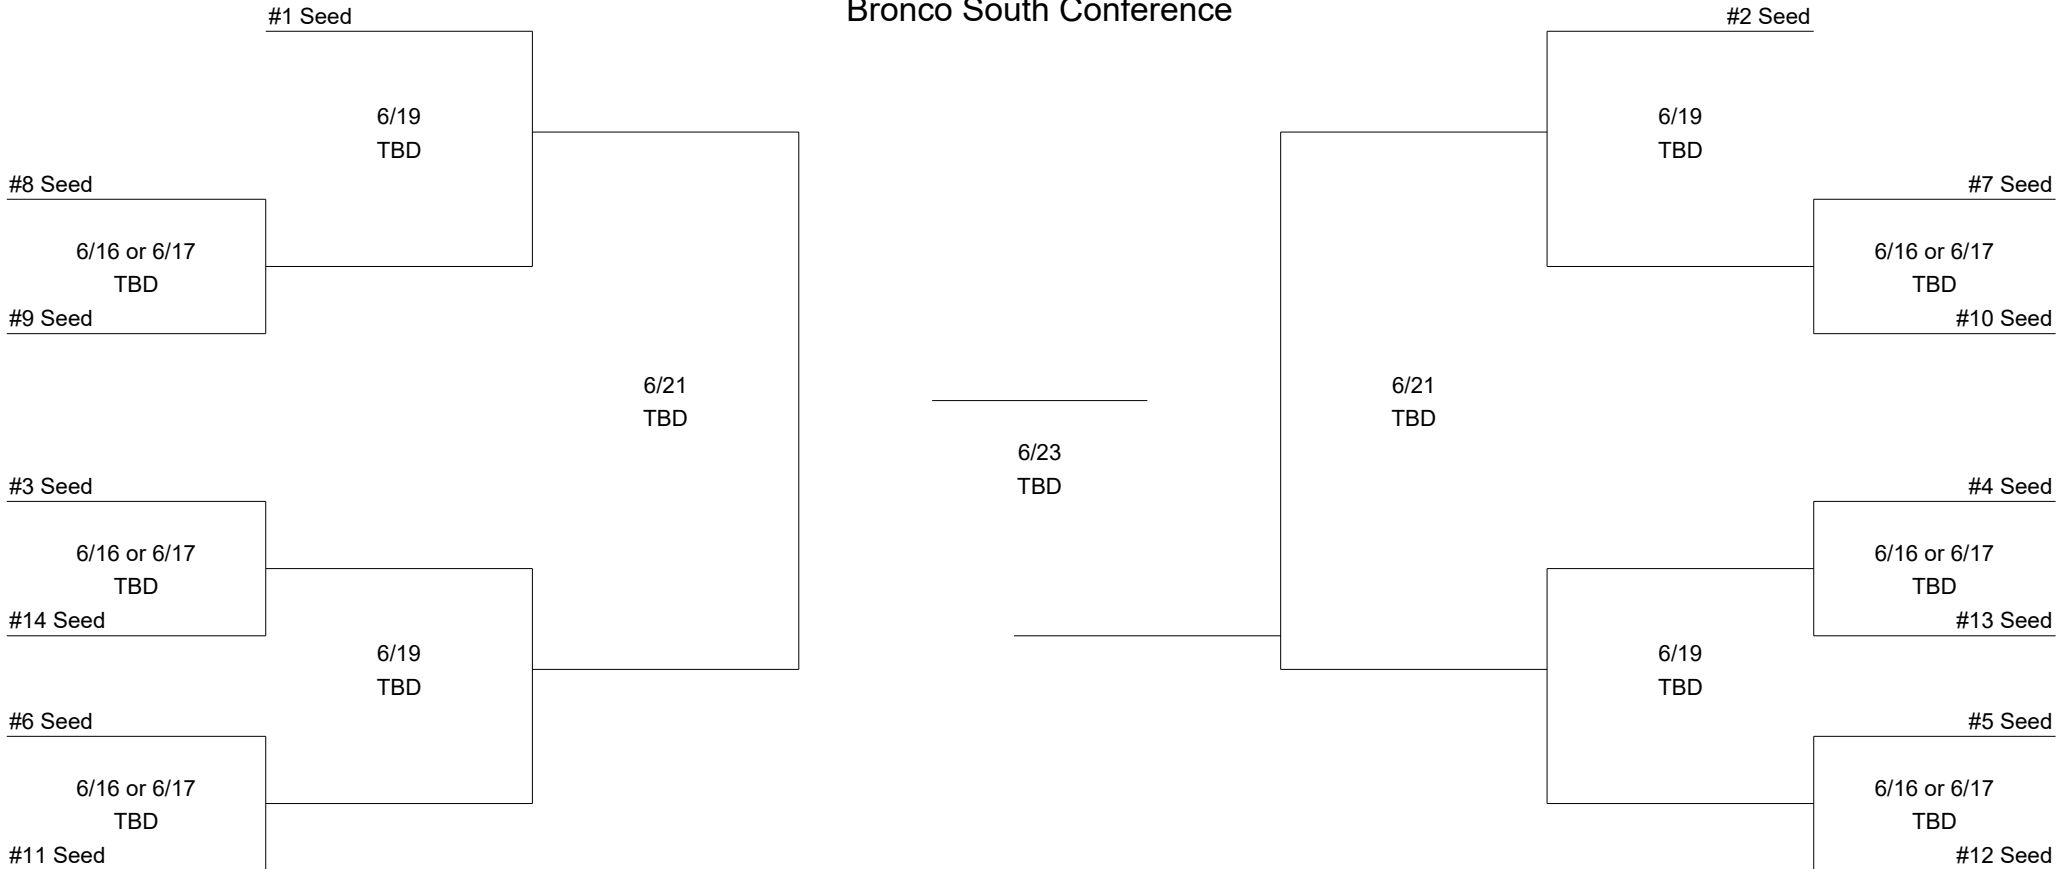 Bronco South Conference
#1 Seed
#2 Seed
6/19
TBD
6/19
TBD
#8 Seed
#7 Seed
6/16 or 6/17
TBD
6/16 or 6/17
TBD
#9 Seed
#10 Seed
6/21
TBD
6/21
TBD
6/23
TBD
#3 Seed
#4 Seed
6/16 or 6/17
TBD
6/16 or 6/17
TBD
#14 Seed
#13 Seed
6/19
TBD
6/19
TBD
#6 Seed
#5 Seed
6/16 or 6/17
TBD
6/16 or 6/17
TBD
#11 Seed
#12 Seed